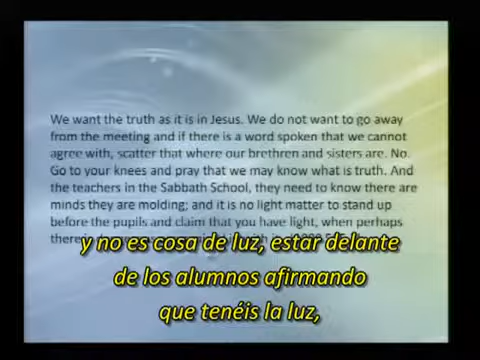 We want the truth as it is in Jesus. We do not want to go away
from the meeting and if there is a word spoken that we cannot
agree with, scatter that where our brethren and sisters are. No.
Go to your knees and pray that we may know what is truth. And
the teachers in the Sabbath School, they need to know there are
minds they are molding; and it is no light matter to stand up
before the pupils and claim that you have light, when perhaps
y no es cosa de luz, estar delante
de los alumnos afirmando
que tenéis la luz,